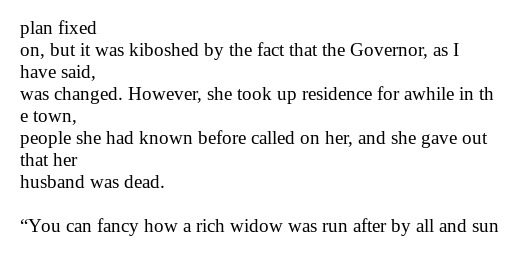 plan fixed
on, but it was kiboshed by the fact that the Governor, as I
have said,
was changed. However, she took up residence for awhile in th
e town,
people she had known before called on her, and she gave out
that her
husband was dead.

“You can fancy how a rich widow was run after by all and sun